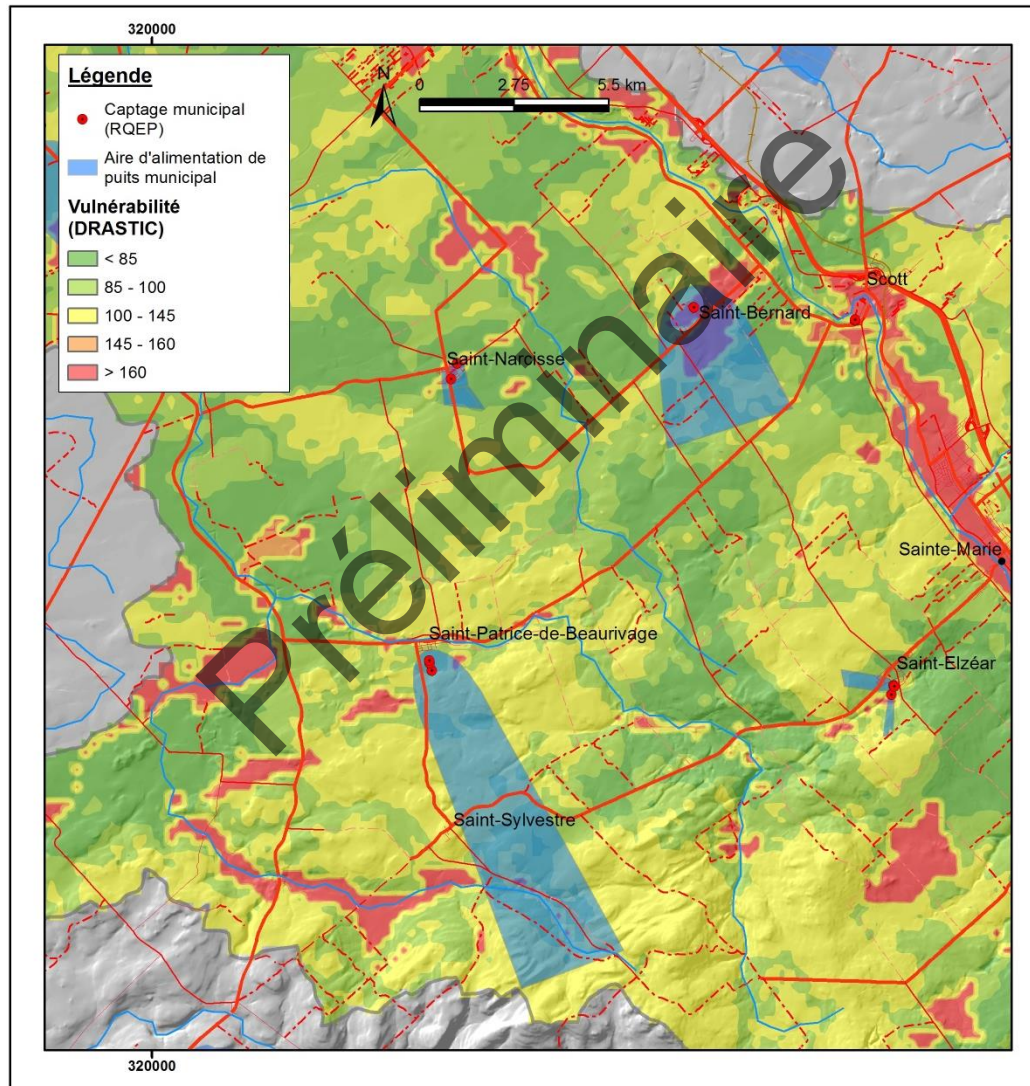 320000
Légende
Captage municipal
(RQEP)
Aire d'alimentation de
puits municipal
Vulnérabilité
(DRASTIC)
< 85
85 - 100
100 - 145
145 - 160
> 160
N
0 2.75 5.5 km
Scott
Saint-Bernard
Saint-Narcisse
Préliminaire
Sainte-Marie
Saint-Patrice-de-Beaurivage
Saint-Elzéar
Saint-Sylvestre
320000